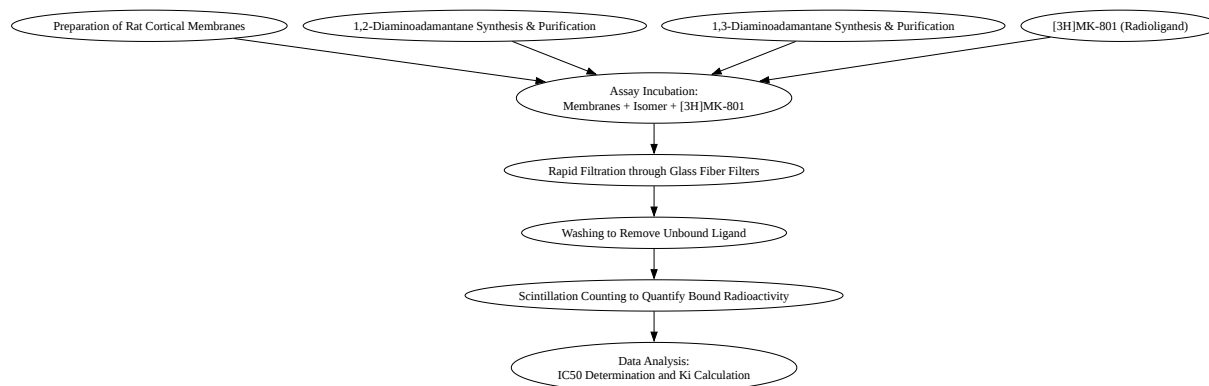 Preparation of Rat Cortical Membranes
1,2-Diaminoadamantane Synthesis & Purification
1,3-Diaminoadamantane Synthesis & Purification
[3H]MK-801 (Radioligand)
Assay Incubation:
Membranes + Isomer + [3H]MK-801
Rapid Filtration through Glass Fiber Filters
Washing to Remove Unbound Ligand
Scintillation Counting to Quantify Bound Radioactivity
Data Analysis:
IC50 Determination and Ki Calculation